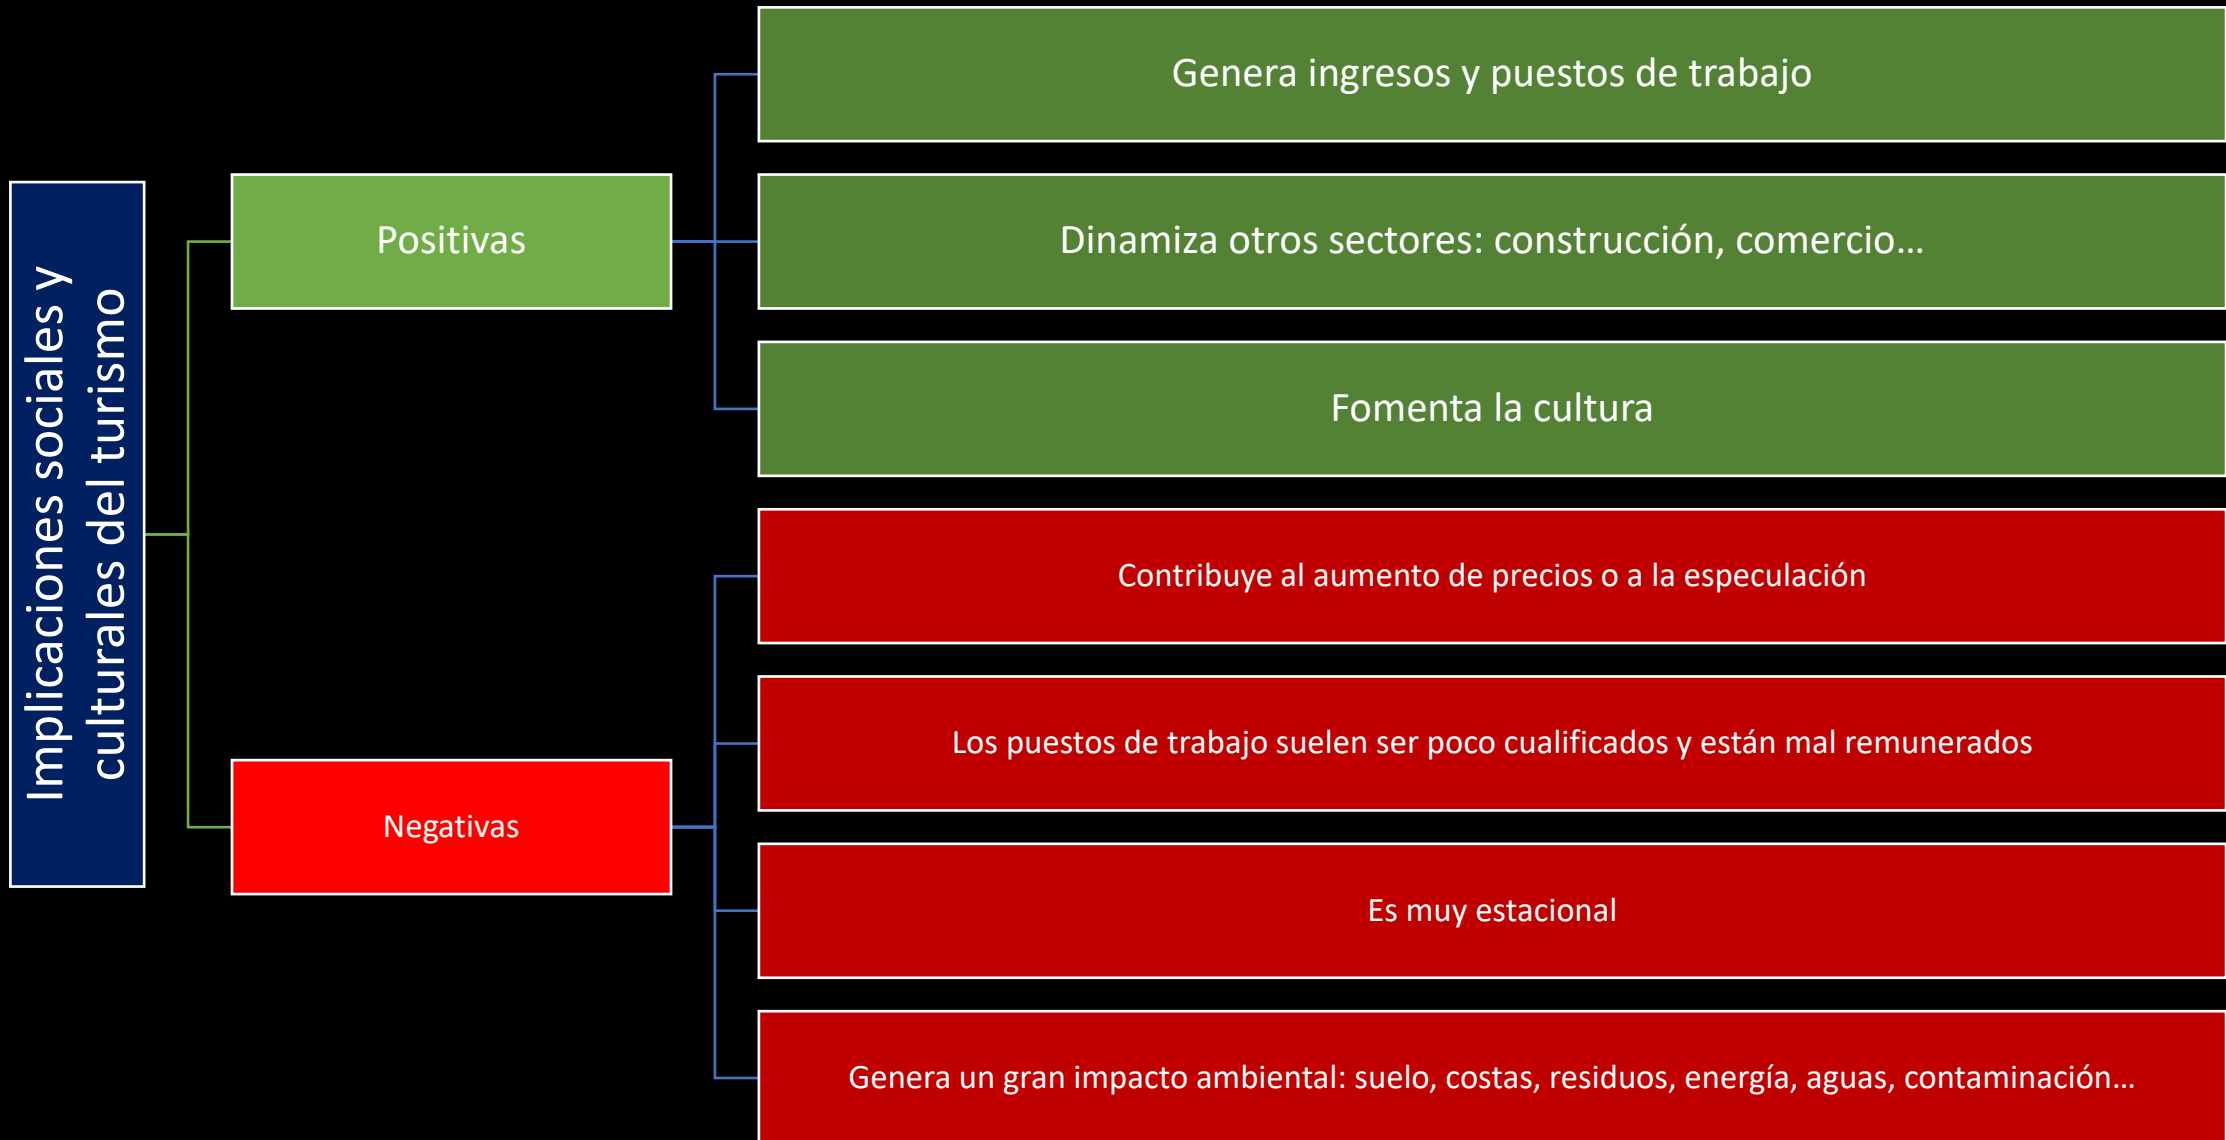 Implicaciones sociales y
culturales del turismo
Positivas
Genera ingresos y puestos de trabajo
Dinamiza otros sectores: construcción, comercio…
Fomenta la cultura
Negativas
Contribuye al aumento de precios o a la especulación
Los puestos de trabajo suelen ser poco cualificados y están mal remunerados
Es muy estacional
Genera un gran impacto ambiental: suelo, costas, residuos, energía, aguas, contaminación…